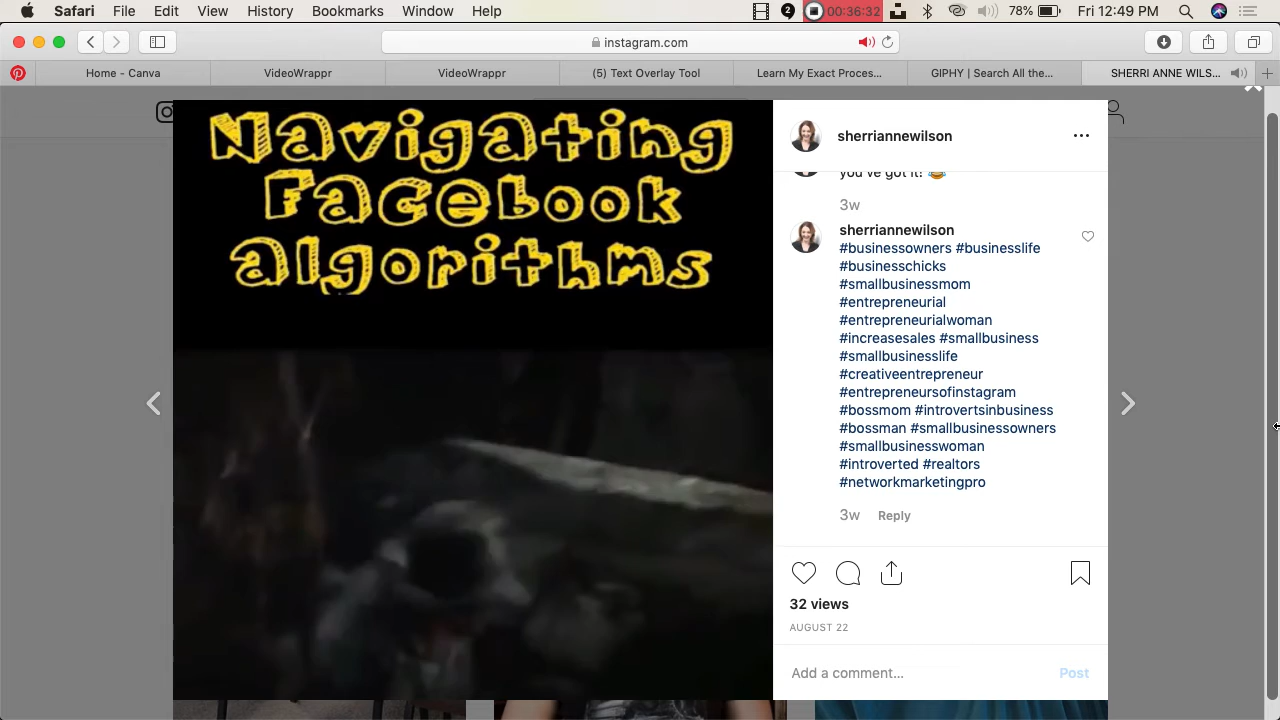 Safari File Edit View History Bookmarks Window Help 2 00:36:32 78% Fri 12:49 PM
instagram.com
Home - Canva VideoWrappr VideoWrappr (5) Text Overlay Tool Learn My Exact Proces... GIPHY | Search All the... SHERRI ANNE WILS...
Navigating
Facebook
algorithms
sherriannewilson
you've got it!
3w
sherriannewilson
#businessowners #businesslife
#businesschicks
#smallbusinessmom
#entrepreneurial
#entrepreneurialwoman
#increasesales #smallbusiness
#smallbusinesslife
#creativeentrepreneur
#entrepreneursofinstagram
#bossmom #introvertsinbusiness
#bossman #smallbusinessowners
#smallbusinesswoman
#introverted #realtors
#networkmarketingpro
3w Reply
32 views
AUGUST 22
Add a comment... Post